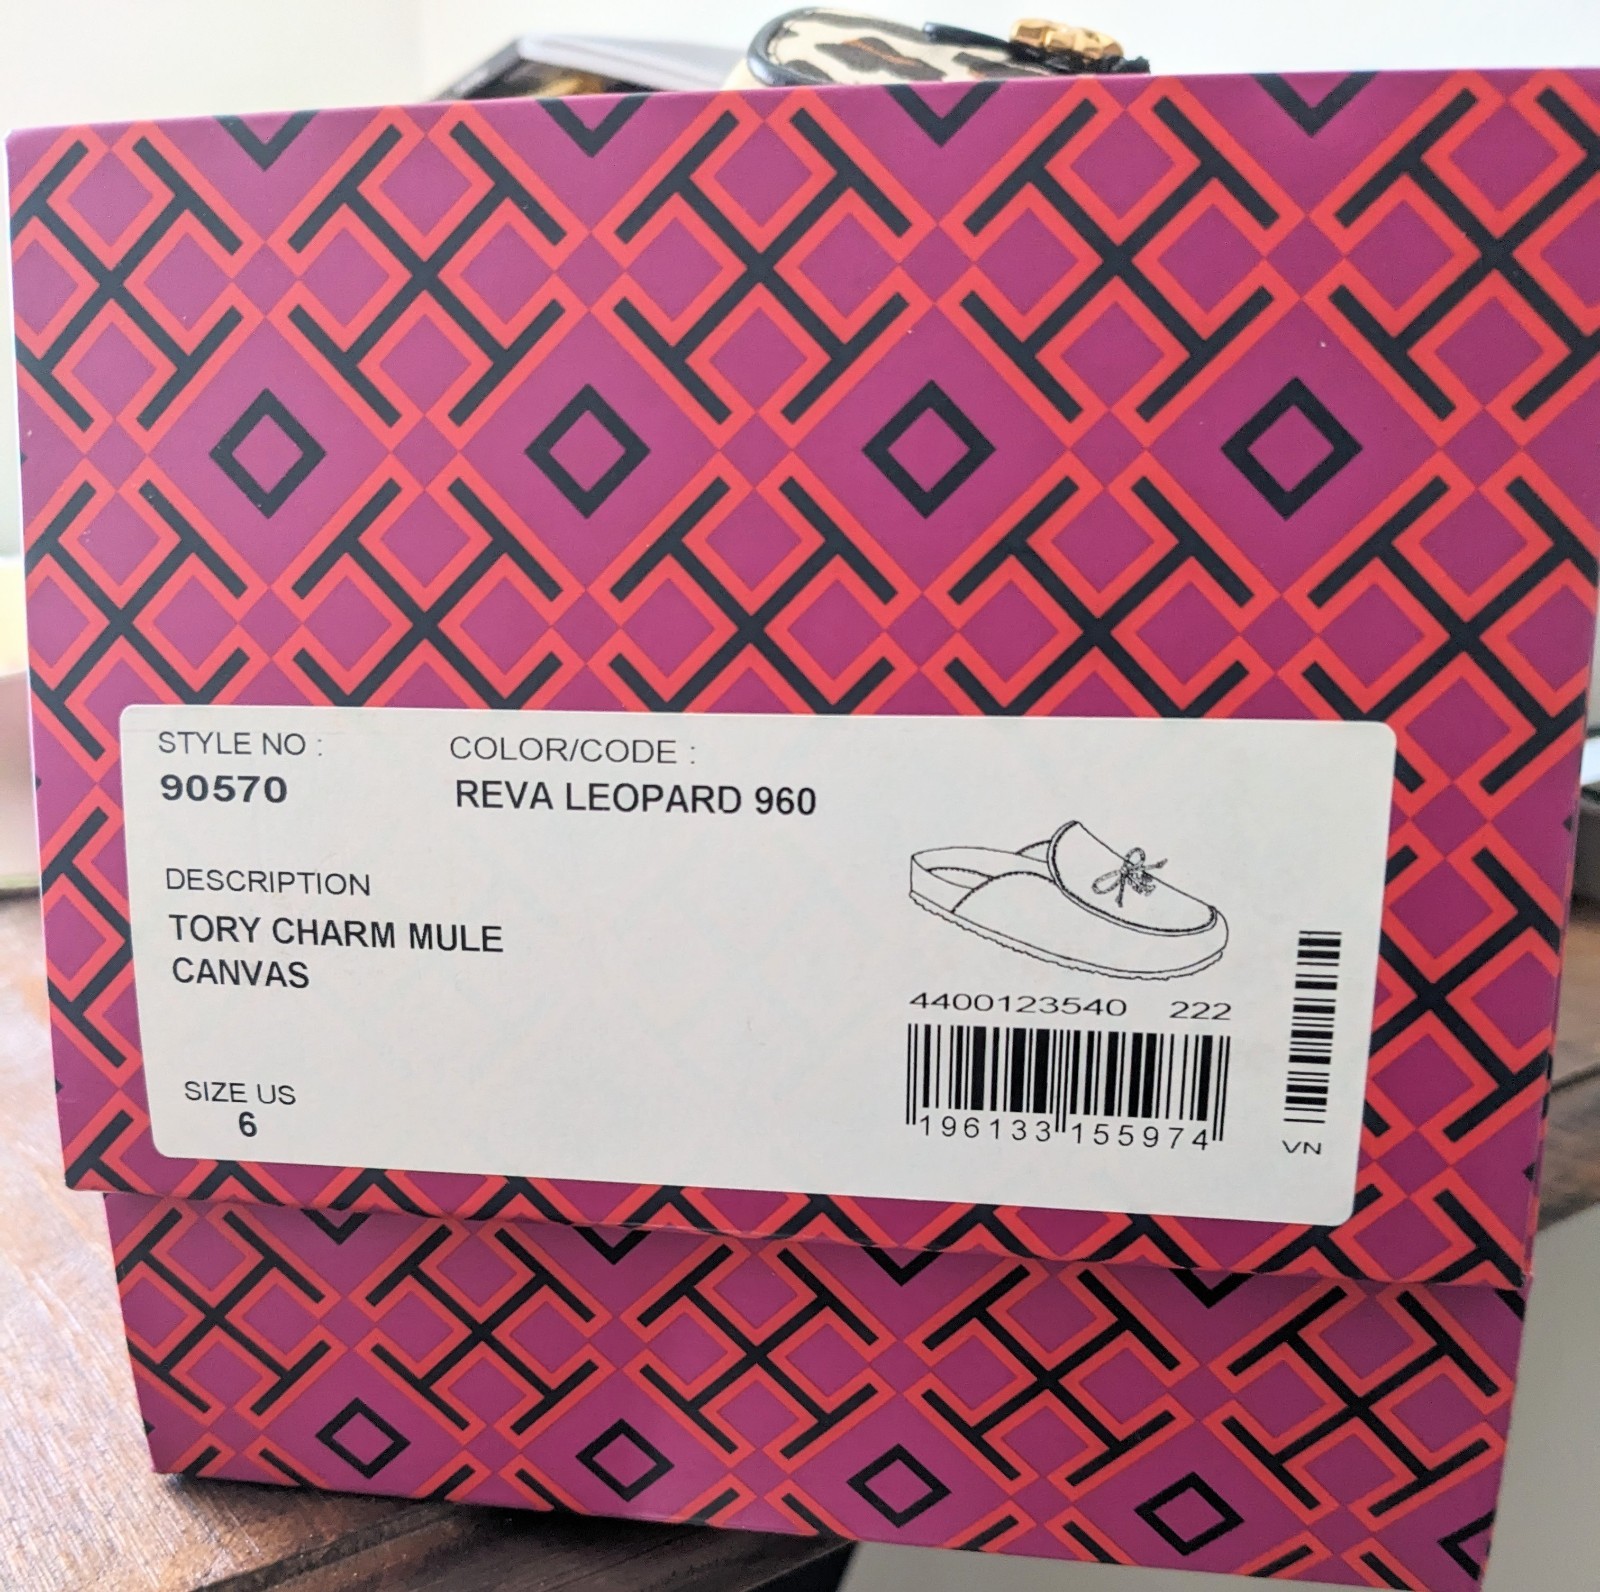 STYLE NO :
90570
COLOR/CODE :
REVA LEOPARD 960
DESCRIPTION
TORY CHARM MULE
CANVAS
SIZE US
6
4400123540 222
196133 155974
VN